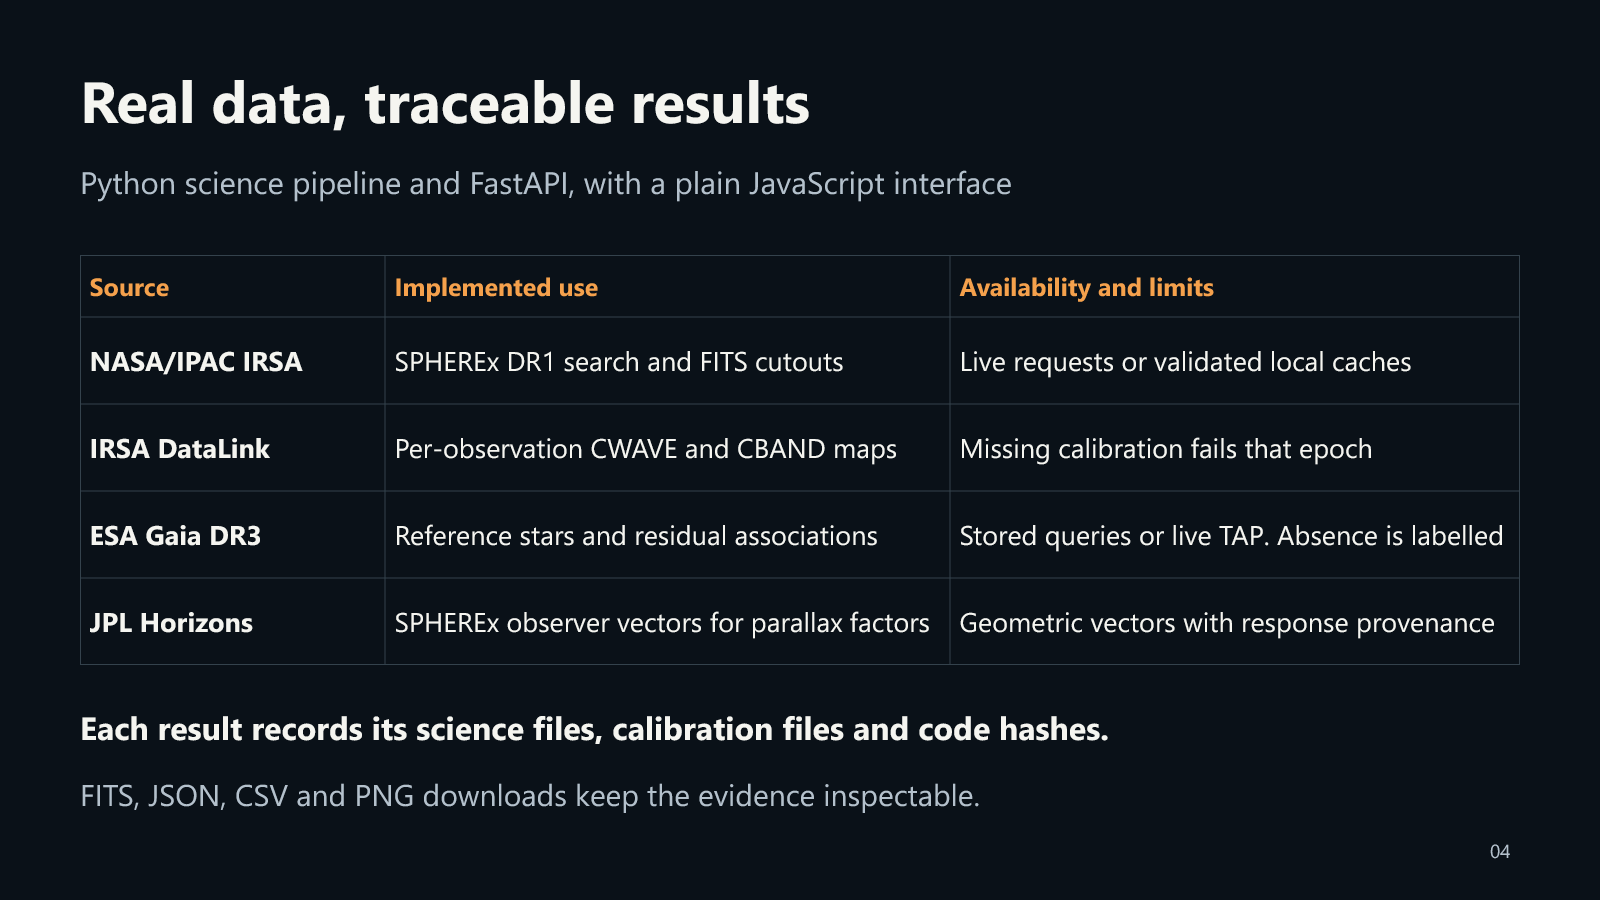 Real data, traceable results
Python science pipeline and FastAPI, with a plain JavaScript interface
Source Implemented use Availability and limits
NASA/IPAC IRSA SPHEREx DR1 search and FITS cutouts Live requests or validated local caches
IRSA DataLink Per-observation CWAVE and CBAND maps Missing calibration fails that epoch
ESA Gaia DR3 Reference stars and residual associations Stored queries or live TAP. Absence is labelled
JPL Horizons SPHEREx observer vectors for parallax factors Geometric vectors with response provenance
Each result records its science files, calibration files and code hashes.
FITS, JSON, CSV and PNG downloads keep the evidence inspectable.
04